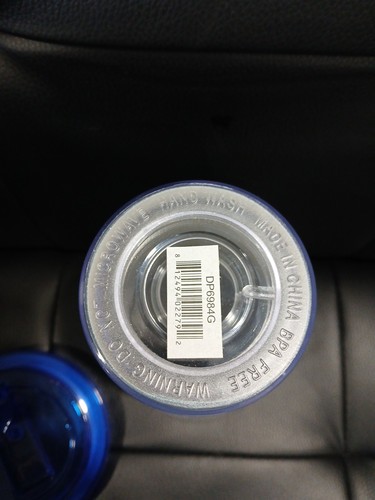 WARNING: DO NOT MICROWAVE HAND WASH MADE IN CHINA BPA FREE
DP6984G
8 12494 02279 2